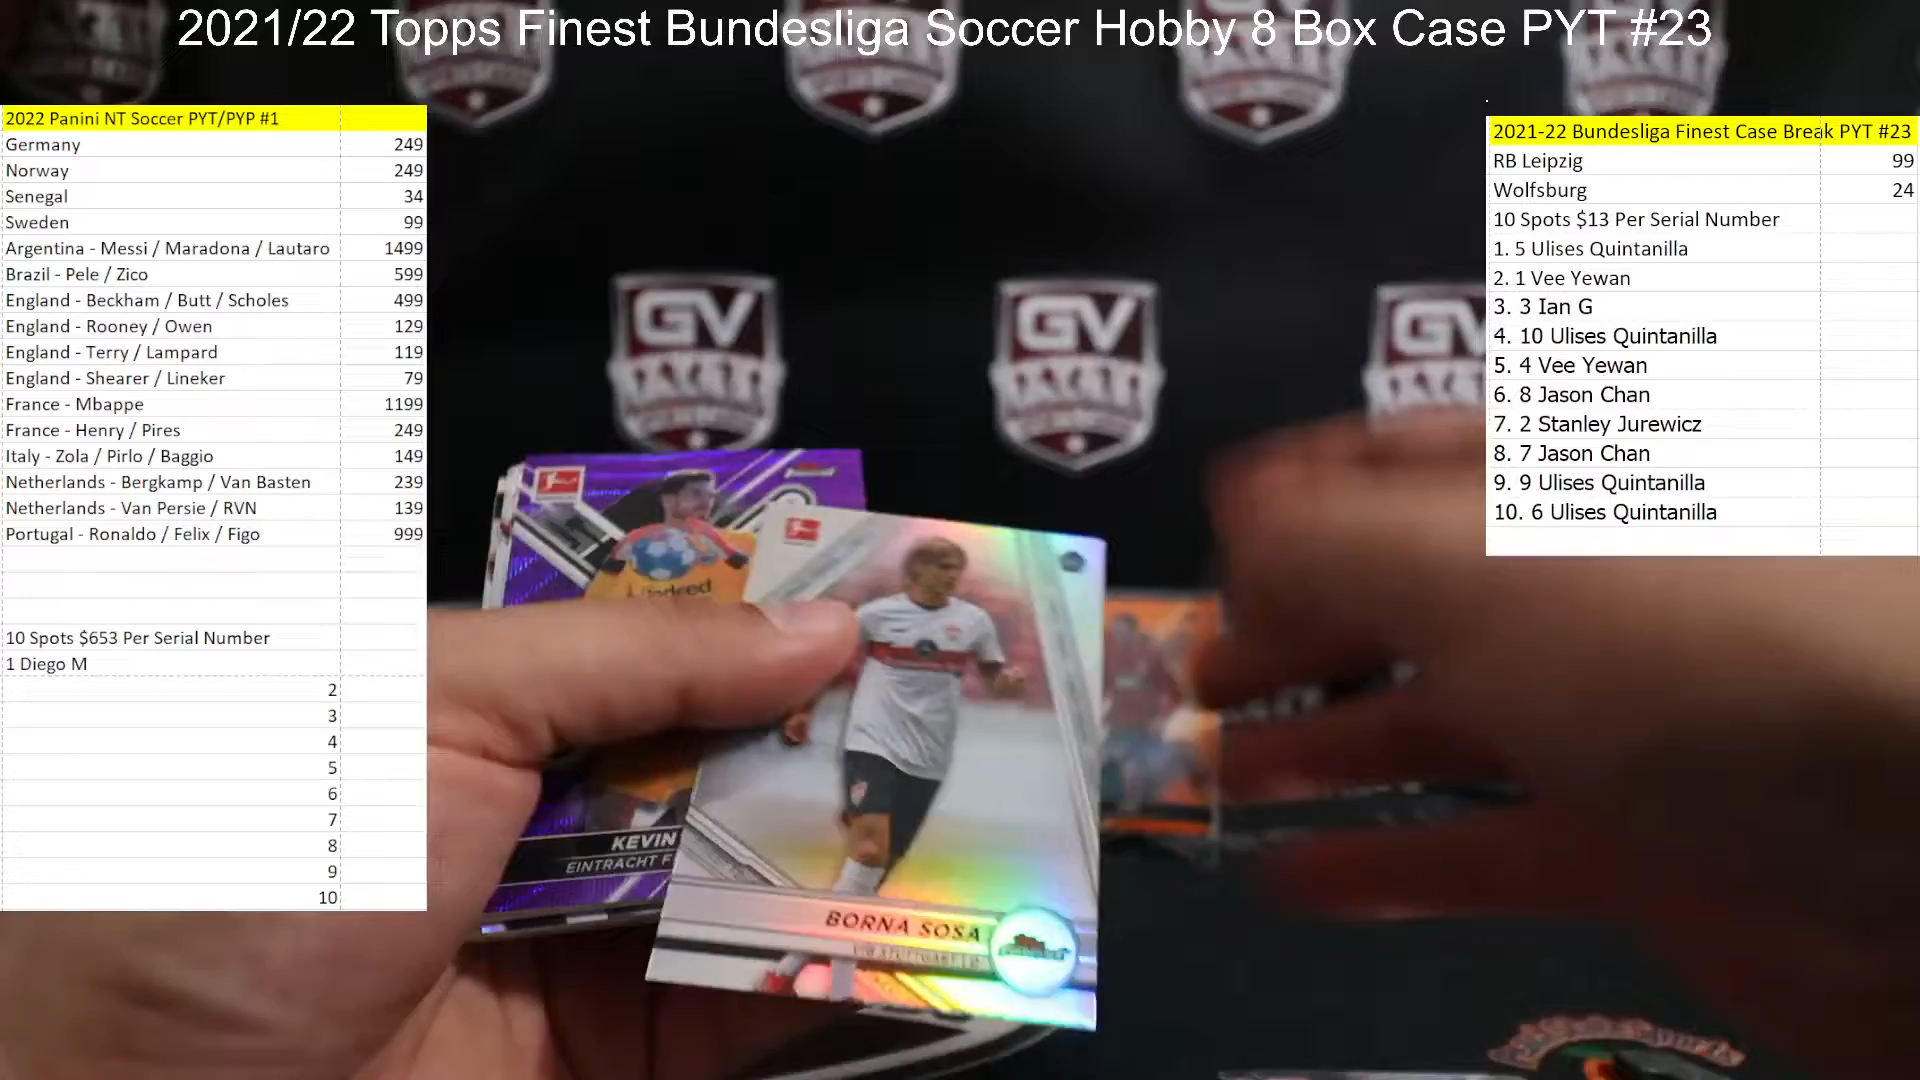 2021/22 Topps Finest Bundesliga Soccer Hobby 8 Box Case PYT #23
2022 Panini NT Soccer PYT/PYP #1
Germany 249
Norway 249
Senegal 34
Sweden 99
Argentina - Messi / Maradona / Lautaro 1499
Brazil - Pele / Zico 599
England - Beckham / Butt / Scholes 499
England - Rooney / Owen 129
England - Terry / Lampard 119
England - Shearer / Lineker 79
France - Mbappe 1199
France - Henry / Pires 249
Italy - Zola / Pirlo / Baggio 149
Netherlands - Bergkamp / Van Basten 239
Netherlands - Van Persie / RVN 139
Portugal - Ronaldo / Felix / Figo 999
10 Spots $653 Per Serial Number
1 Diego M
2
3
4
5
6
7
8
9
10
2021-22 Bundesliga Finest Case Break PYT #23
RB Leipzig 99
Wolfsburg 24
10 Spots $13 Per Serial Number
1. 5 Ulises Quintanilla
2. 1 Vee Yewan
3. 3 Ian G
4. 10 Ulises Quintanilla
5. 4 Vee Yewan
6. 8 Jason Chan
7. 2 Stanley Jurewicz
8. 7 Jason Chan
9. 9 Ulises Quintanilla
10. 6 Ulises Quintanilla
GV
GV
GV
Indeed
KEVIN
EINTRACHT F
BORNA SOSA